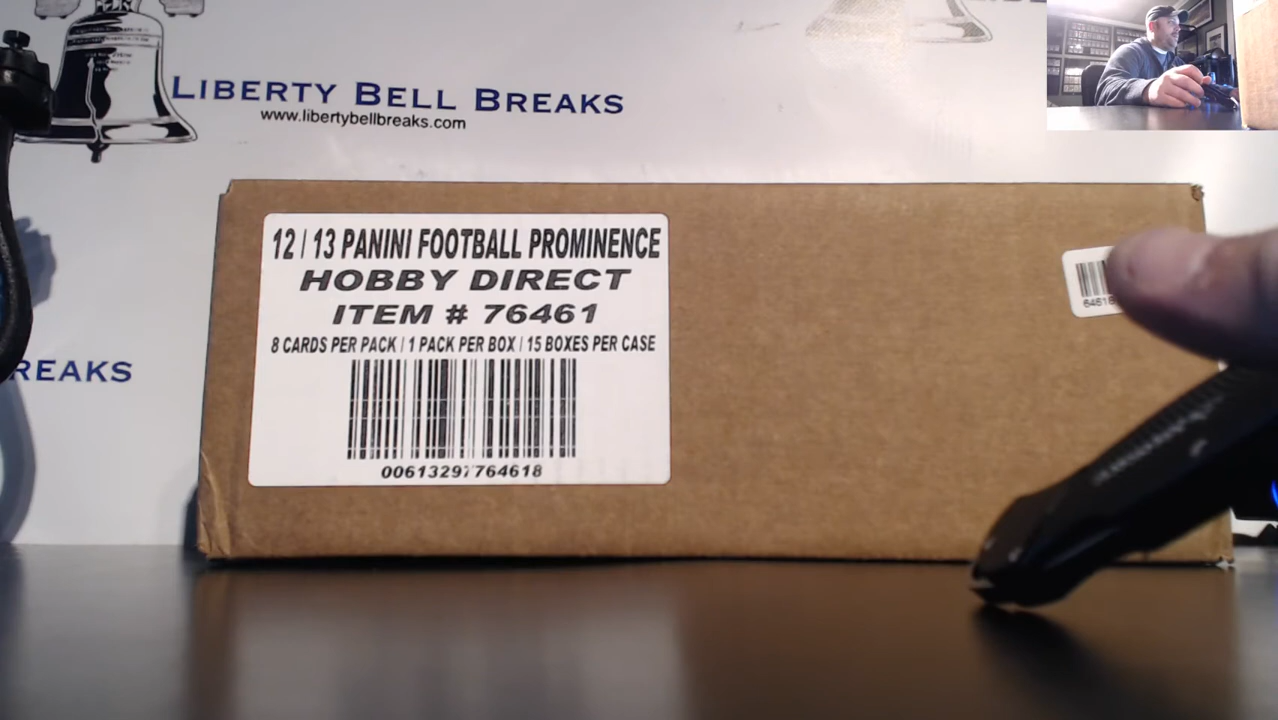 LIBERTY BELL BREAKS
www.libertybellbreaks.com
12 | 13 PANINI FOOTBALL PROMINENCE
HOBBY DIRECT
ITEM # 76461
8 CARDS PER PACK | 1 PACK PER BOX | 15 BOXES PER CASE
00613297764618
REAKS